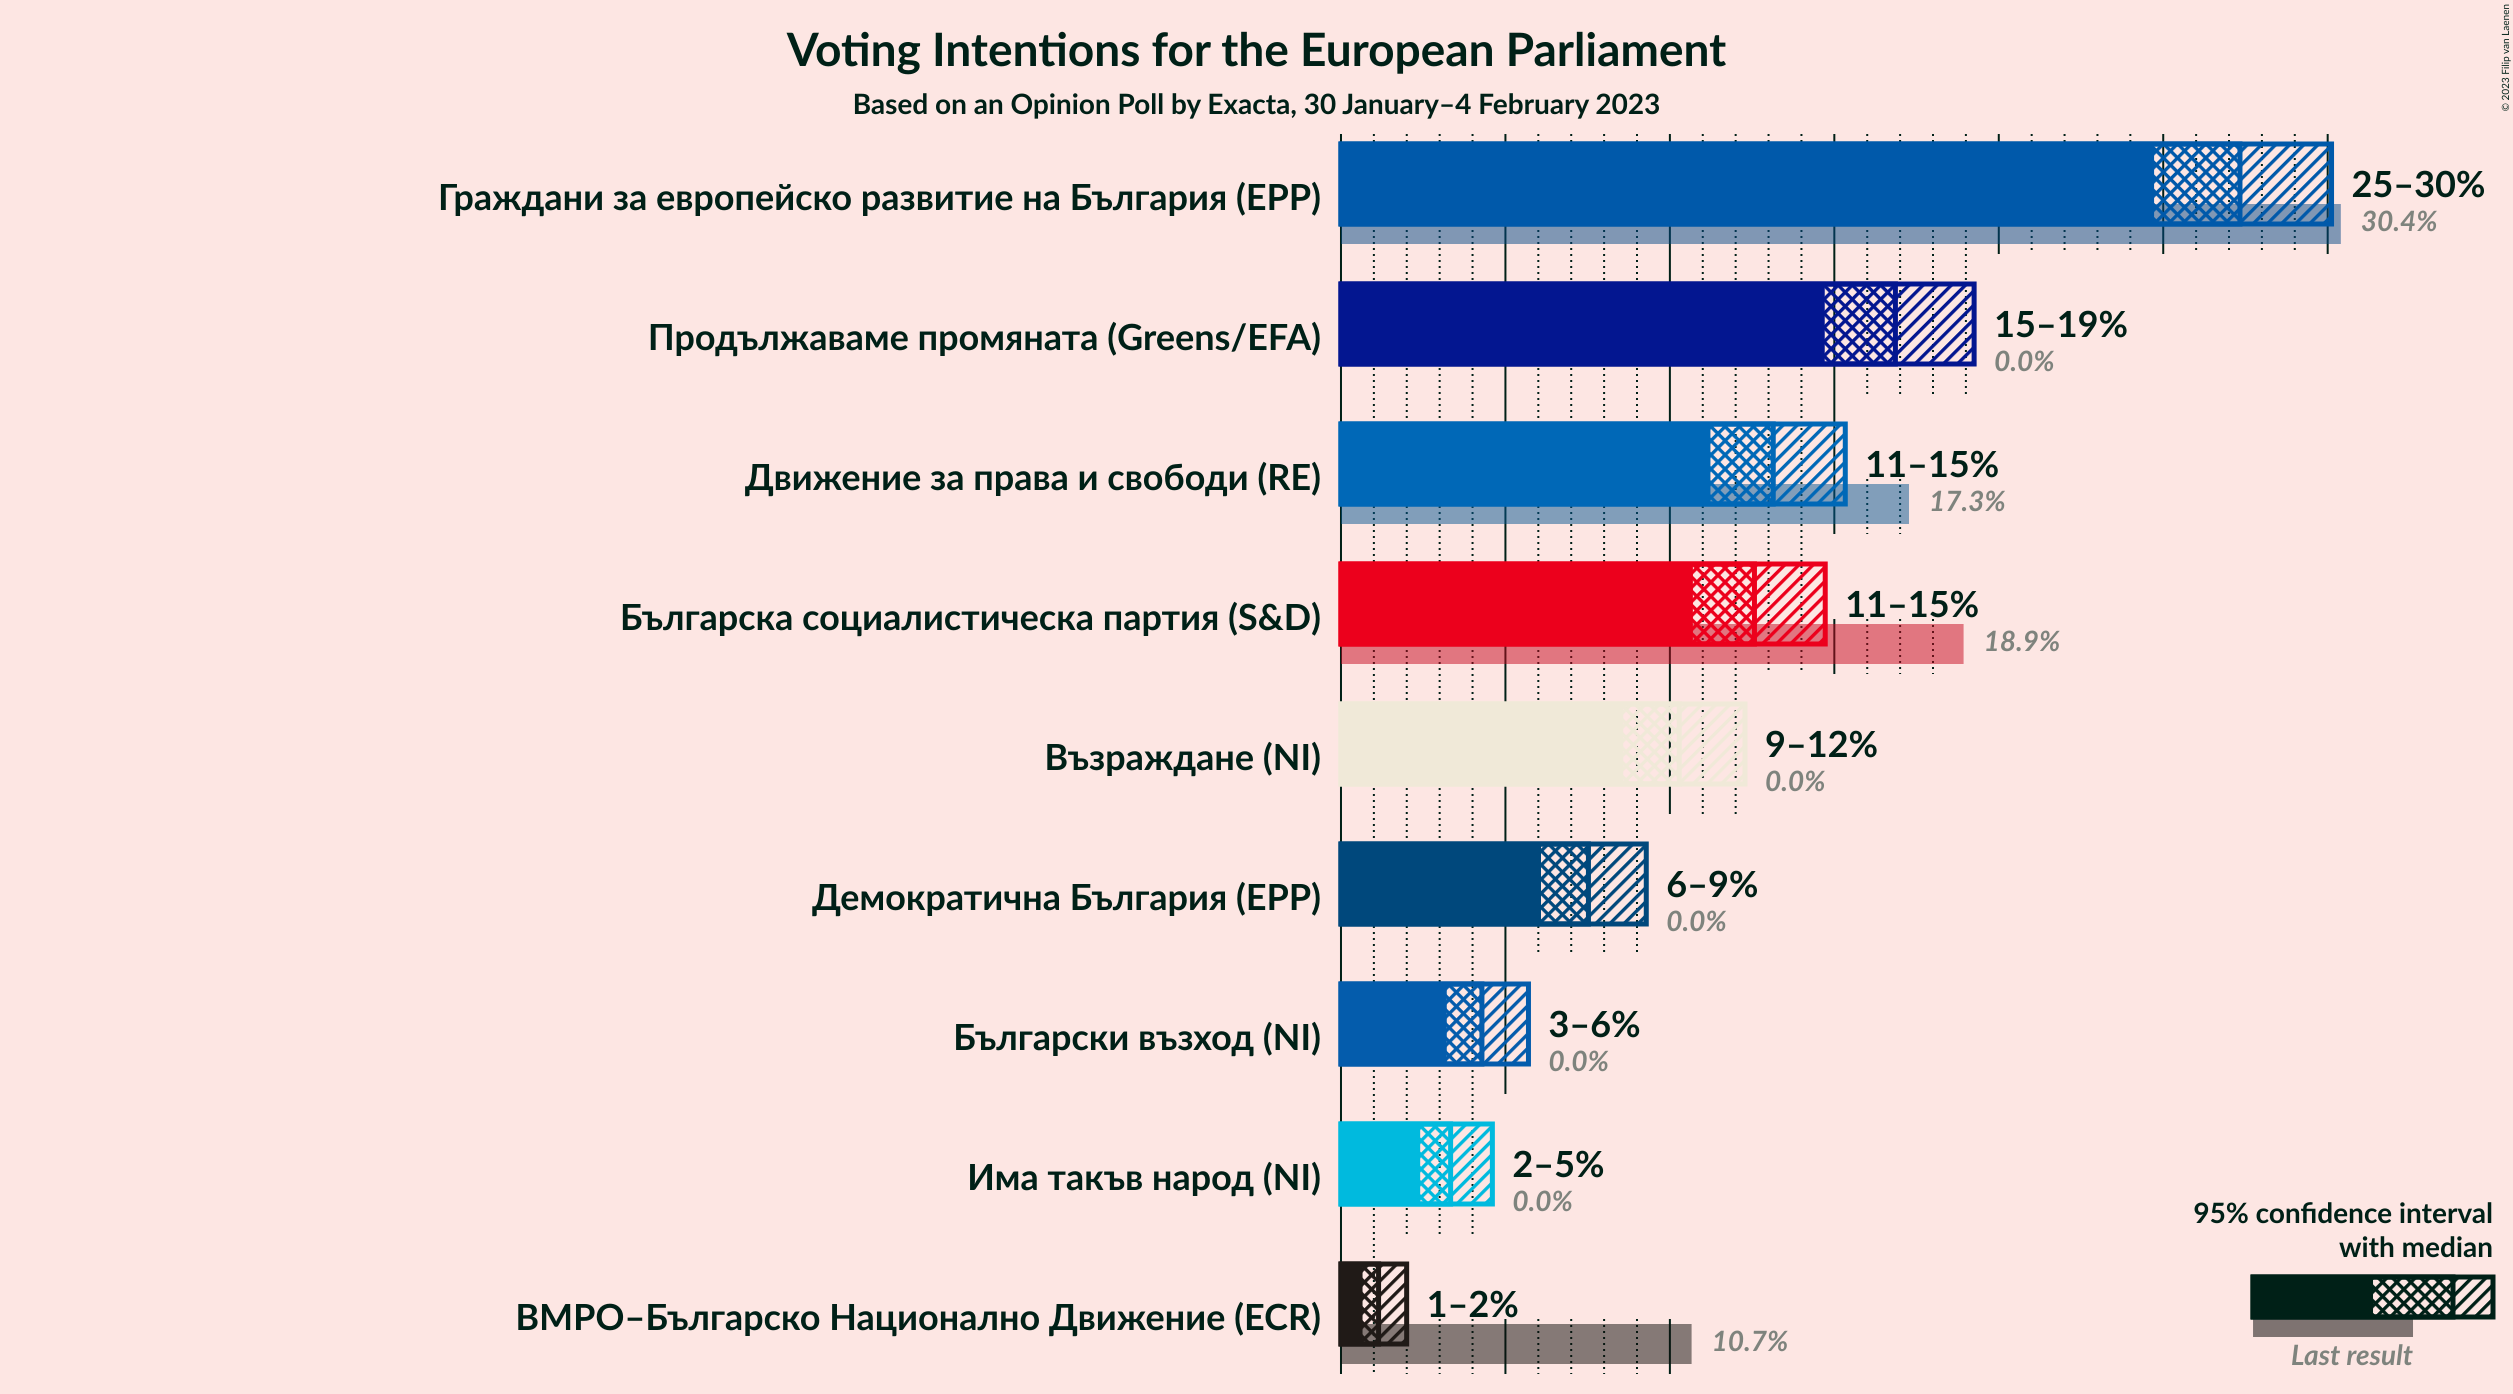 Voting Intentions for the European Parliament
Based on an Opinion Poll by Exacta, 30 January–4 February 2023
© 2023 Filip van Laenen
Граждани за европейско развитие на България (EPP)
25–30%
30.4%
Продължаваме промяната (Greens/EFA)
15–19%
0.0%
Движение за права и свободи (RE)
11–15%
17.3%
Българска социалистическа партия (S&D)
11–15%
18.9%
Възраждане (NI)
9–12%
0.0%
Демократична България (EPP)
6–9%
0.0%
Български възход (NI)
3–6%
0.0%
Има такъв народ (NI)
2–5%
0.0%
ВМРО–Българско Национално Движение (ECR)
1–2%
10.7%
95% confidence interval
with median
Last result